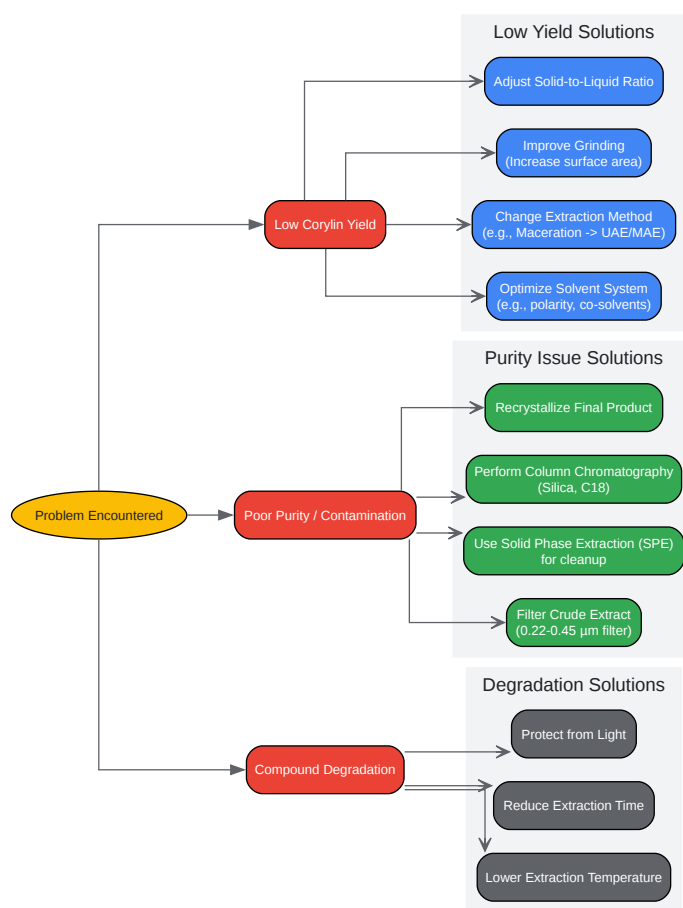 Low Yield Solutions
Adjust Solid-to-Liquid Ratio
Improve Grinding
(Increase surface area)
Low Corylin Yield
Change Extraction Method
(e.g., Maceration -> UAE/MAE)
Optimize Solvent System
(e.g., polarity, co-solvents)
Purity Issue Solutions
Recrystallize Final Product
Perform Column Chromatography
(Silica, C18)
Problem Encountered
Poor Purity / Contamination
Use Solid Phase Extraction (SPE)
for cleanup
Filter Crude Extract
(0.22-0.45 µm filter)
Degradation Solutions
Protect from Light
Compound Degradation
Reduce Extraction Time
Lower Extraction Temperature